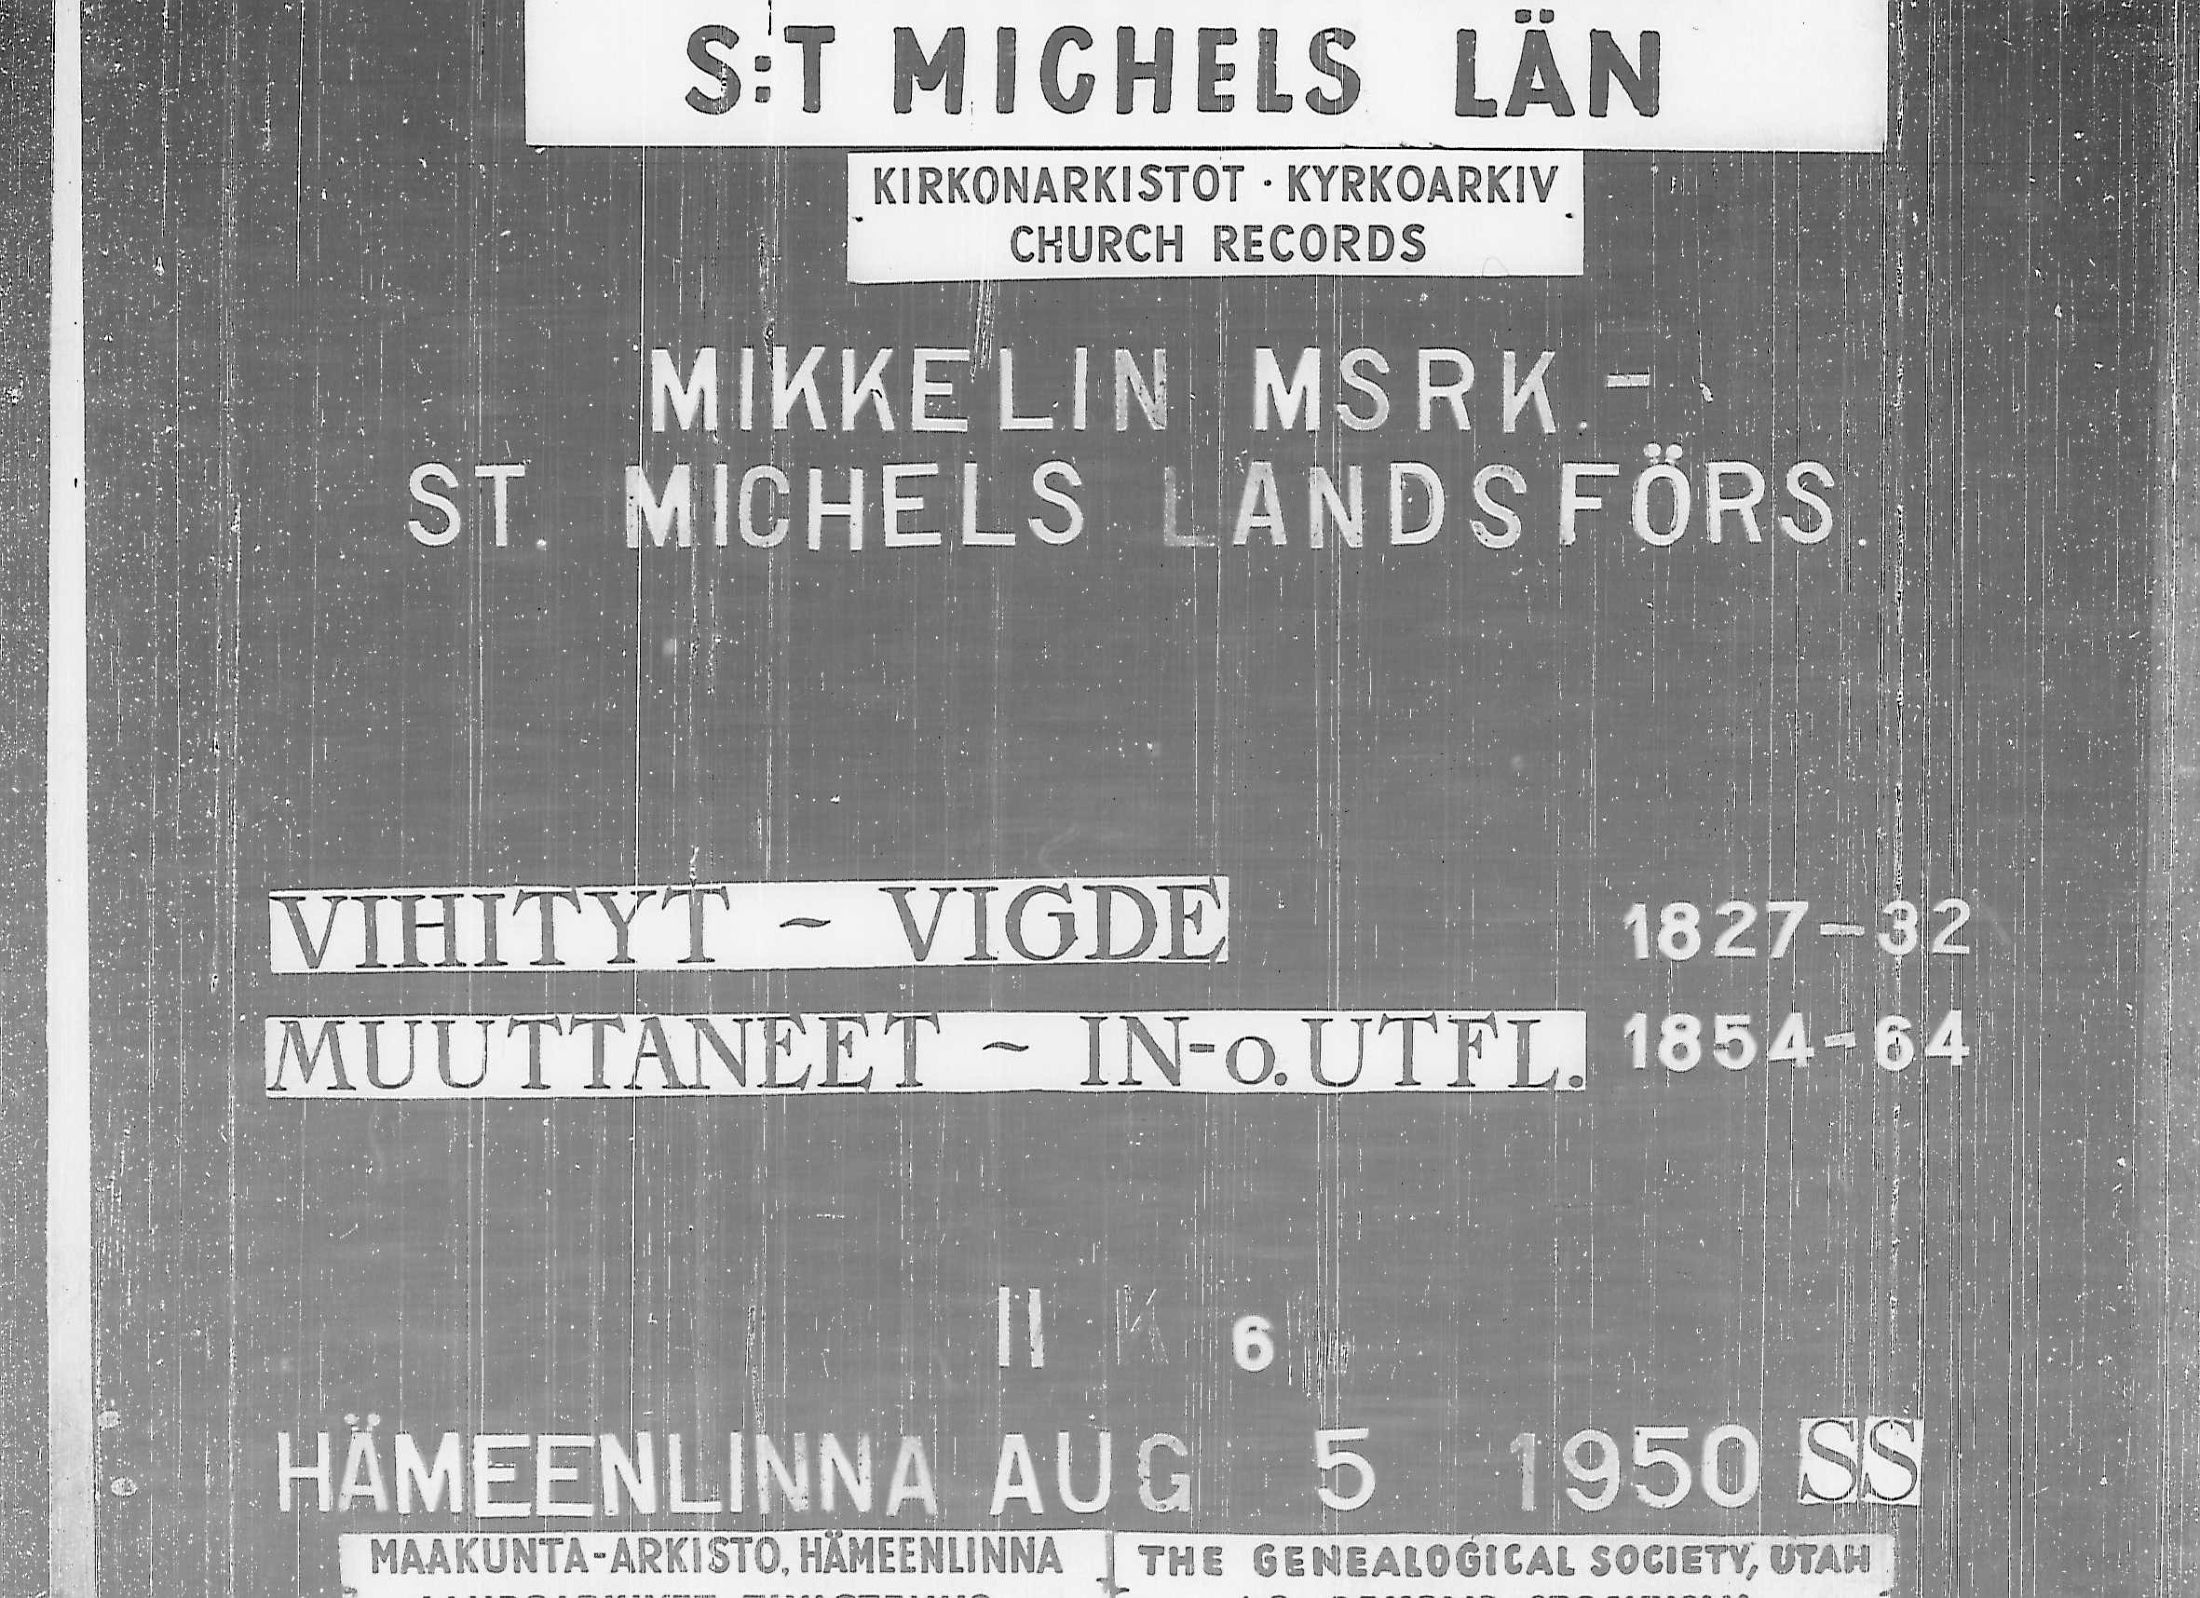 S:T MICHELS LÄN
KIRKONARKISTOT · KYRKOARKIV
CHURCH RECORDS
MIKKELIN MSRK.-
ST. MICHELS LANDSFÖRS.
VIHITYT ~ VIGDE 1827-32
MUUTTANEET ~ IN-o. UTFL. 1854-64
II K 6
HÄMEENLINNA AUG 5 1950 SS
MAAKUNTA-ARKISTO, HÄMEENLINNA
THE GENEALOGICAL SOCIETY, UTAH